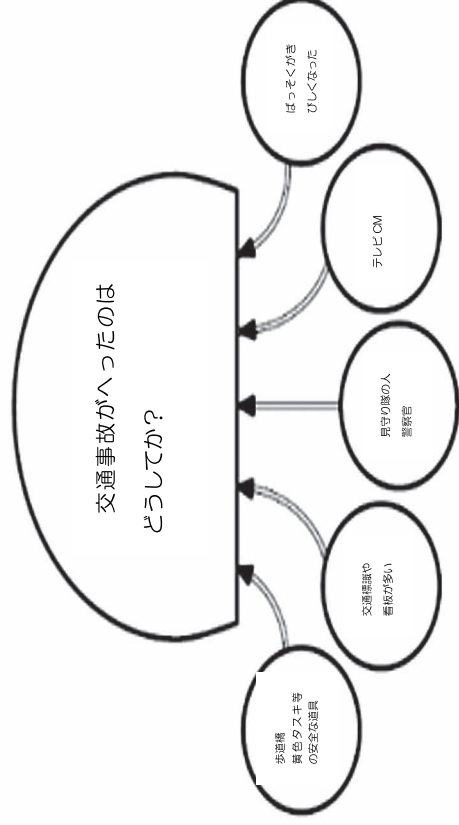 交通事故がへったのは
どうしてか？
歩道橋
黄色タスキ等
の安全な道具
交通標識や
看板が多い
見守り隊の人
警察官
テレビCM
ばっそくがき
びしくなった